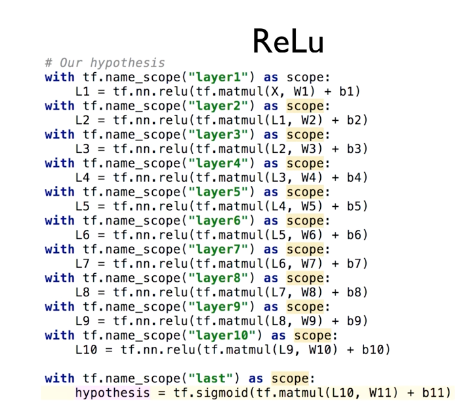 ReLu
# Our hypothesis
with tf.name_scope("layer1") as scope:
    L1 = tf.nn.relu(tf.matmul(X, W1) + b1)
with tf.name_scope("layer2") as scope:
    L2 = tf.nn.relu(tf.matmul(L1, W2) + b2)
with tf.name_scope("layer3") as scope:
    L3 = tf.nn.relu(tf.matmul(L2, W3) + b3)
with tf.name_scope("layer4") as scope:
    L4 = tf.nn.relu(tf.matmul(L3, W4) + b4)
with tf.name_scope("layer5") as scope:
    L5 = tf.nn.relu(tf.matmul(L4, W5) + b5)
with tf.name_scope("layer6") as scope:
    L6 = tf.nn.relu(tf.matmul(L5, W6) + b6)
with tf.name_scope("layer7") as scope:
    L7 = tf.nn.relu(tf.matmul(L6, W7) + b7)
with tf.name_scope("layer8") as scope:
    L8 = tf.nn.relu(tf.matmul(L7, W8) + b8)
with tf.name_scope("layer9") as scope:
    L9 = tf.nn.relu(tf.matmul(L8, W9) + b9)
with tf.name_scope("layer10") as scope:
    L10 = tf.nn.relu(tf.matmul(L9, W10) + b10)
with tf.name_scope("last") as scope:
    hypothesis = tf.sigmoid(tf.matmul(L10, W11) + b11)